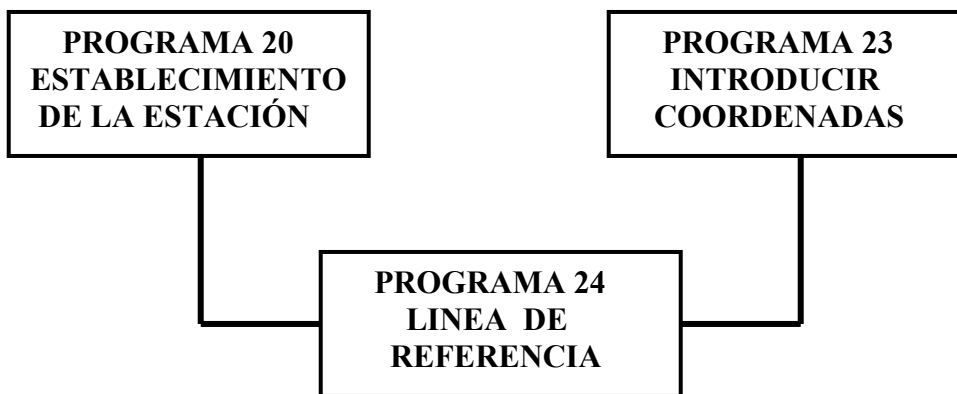 PROGRAMA 20
ESTABLECIMIENTO
DE LA ESTACIÓN
PROGRAMA 23
INTRODUCIR
COORDENADAS
PROGRAMA 24
LINEA DE
REFERENCIA